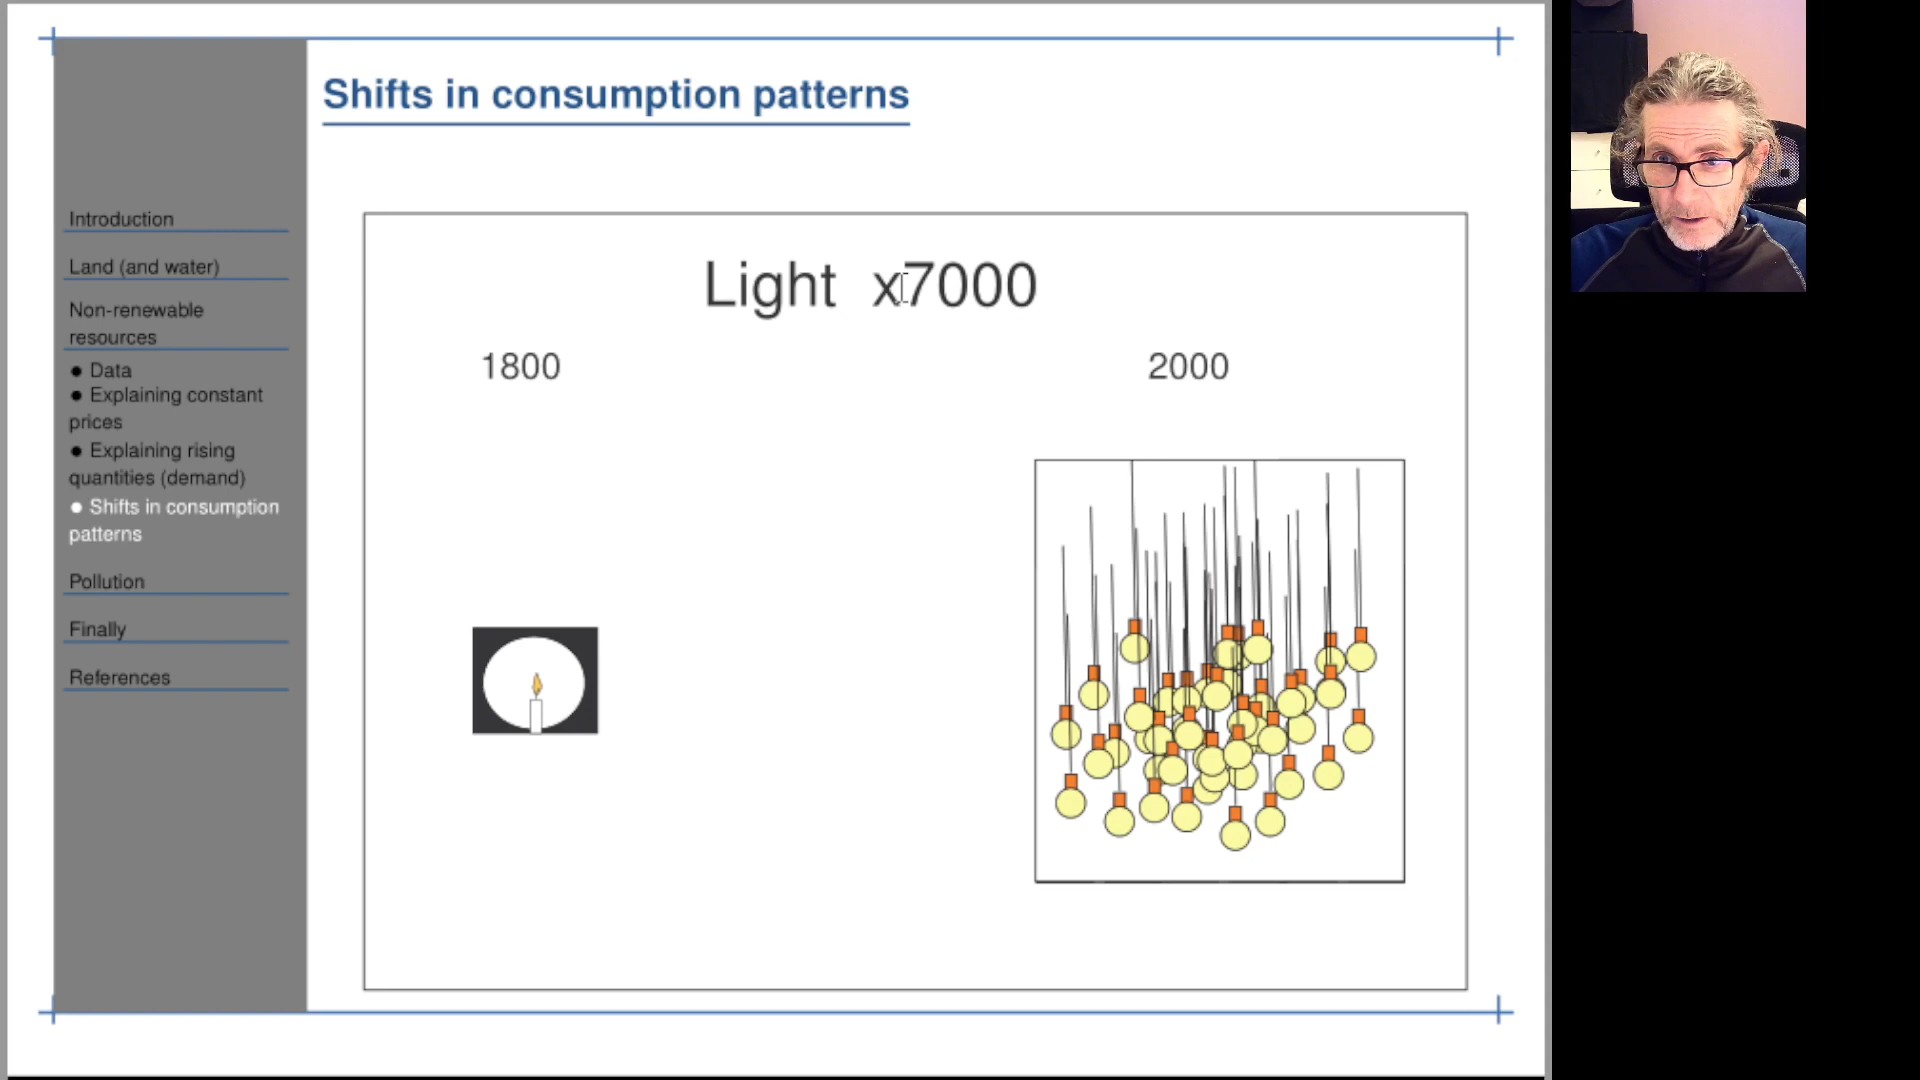 Shifts in consumption patterns
Introduction
Land (and water)
Non-renewable
resources
● Data
● Explaining constant
prices
● Explaining rising
quantities (demand)
● Shifts in consumption
patterns
Pollution
Finally
References
Light x7000
1800
2000